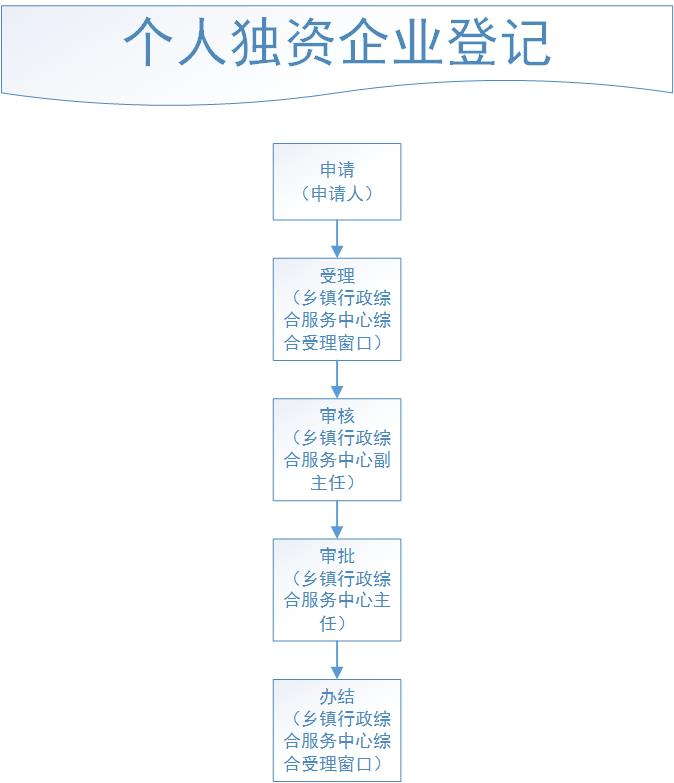 个人独资企业登记
申请
（申请人）
受理
（乡镇行政综
合服务中心综
合受理窗口）
审核
（乡镇行政综
合服务中心副
主任）
审批
（乡镇行政综
合服务中心主
任）
办结
（乡镇行政综
合服务中心综
合受理窗口）